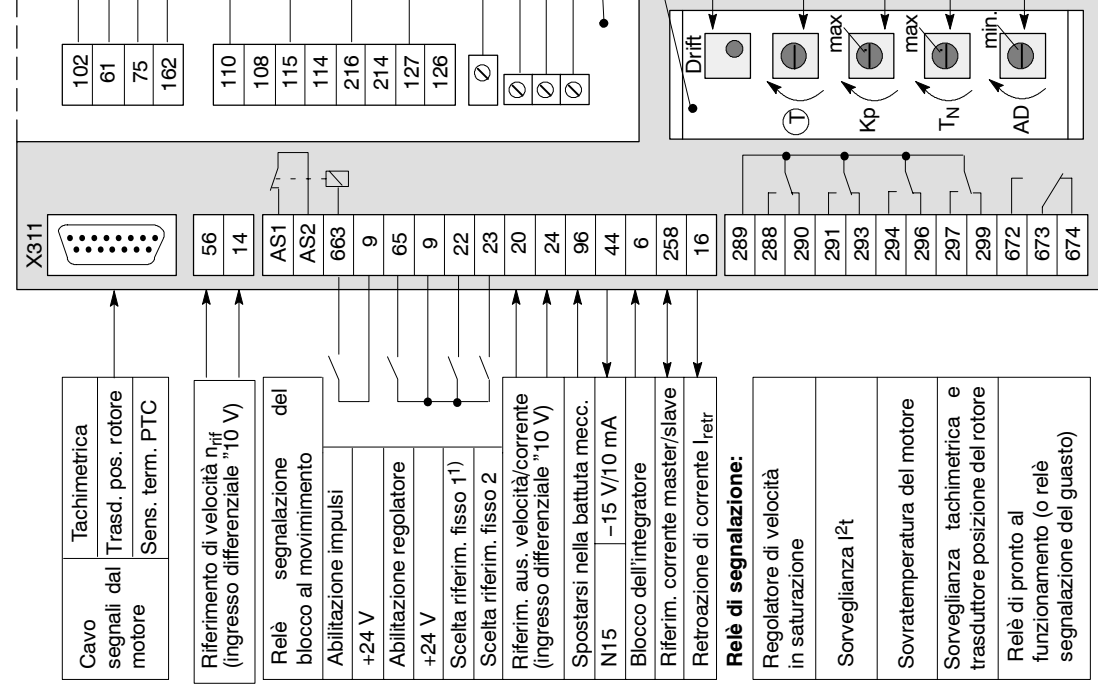 102
61
75
162
110
108
115
114
216
214
127
126
Drift
T
max
Kp
max
TN
min.
AD
X311
56
14
AS1
AS2
663
9
65
9
22
23
20
24
96
44
6
258
16
289
288
290
291
293
294
296
297
299
672
673
674
Cavo
segnali dal
motore
Tachimetrica
Trasd. pos. rotore
Sens. term. PTC
Riferimento di velocità nrif
(ingresso differenziale "10 V)
Relè segnalazione del
blocco al movimimento
Abilitazione impulsi
+24 V
Abilitazione regolatore
+24 V
Scelta riferim. fisso 1¹⁾
Scelta riferim. fisso 2
Riferim. aus. velocità/corrente
(ingresso differenziale "10 V)
Spostarsi nella battuta mecc.
N15
–15 V/10 mA
Blocco dell'integratore
Riferim. corrente master/slave
Retroazione di corrente Iretr
Relè di segnalazione:
Regolatore di velocità
in saturazione
Sorveglianza I²t
Sovratemperatura del motore
Sorveglianza tachimetrica e
trasduttore posizione del rotore
Relè di pronto al
funzionamento (o relè
segnalazione del guasto)